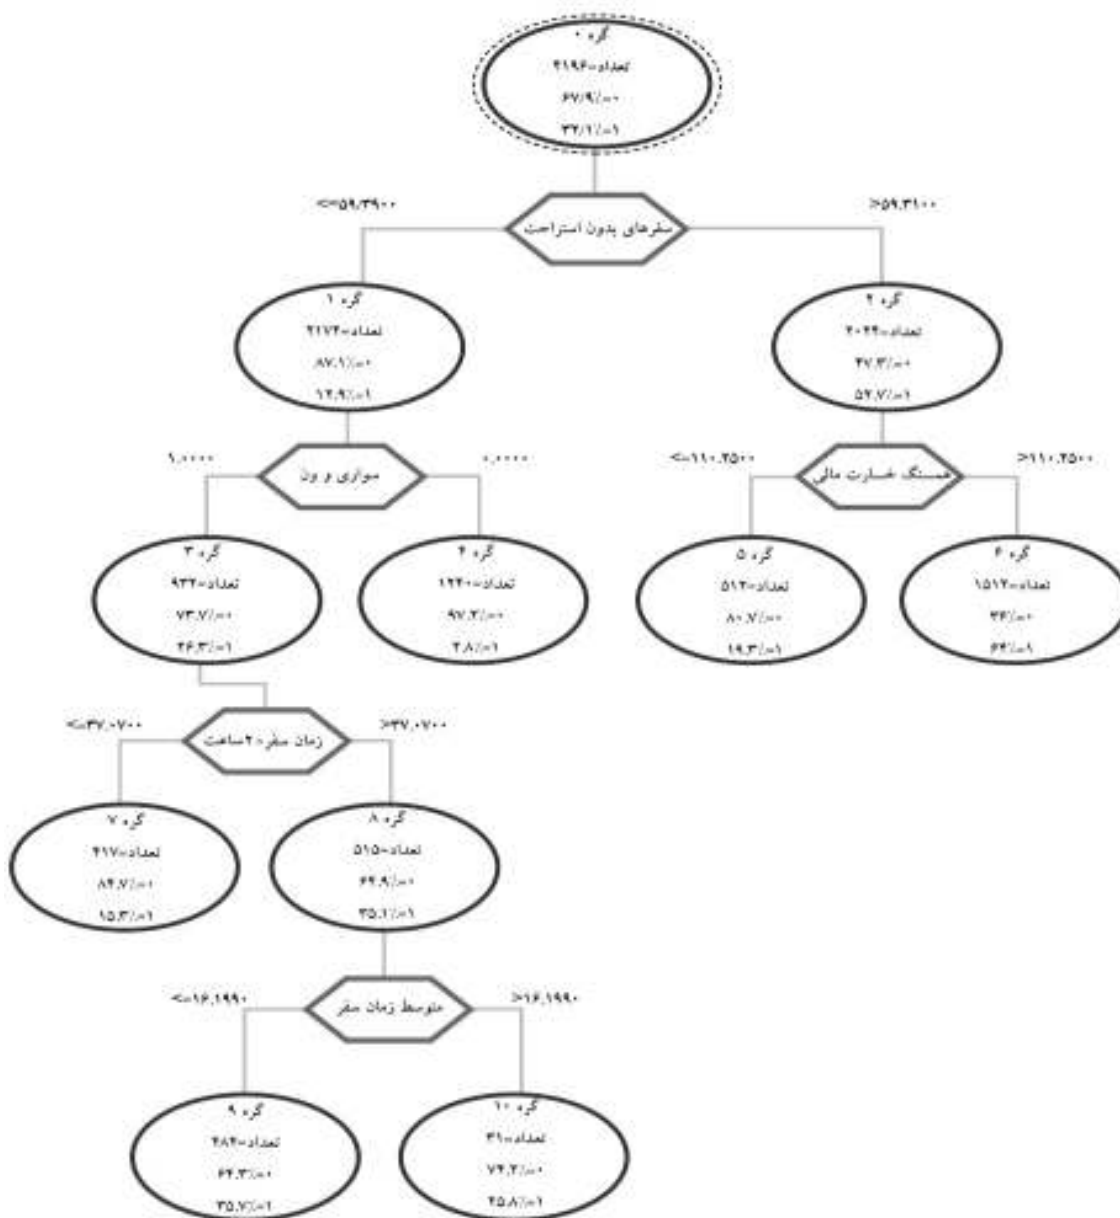 گره ۰
تعداد=۴۱۹۶
۶۷/۹٪=۰
۳۲/۱٪=۱
<=۵۹.۳۹۰۰
>۵۹.۳۹۰۰
سفرهای بدون استراحت
گره ۱
تعداد=۲۱۷۲
۸۷.۱٪=۰
۱۲.۹٪=۱
گره ۲
تعداد=۲۰۲۴
۴۷.۳٪=۰
۵۲.۷٪=۱
۱.۰۰۰۰
سواری و ون
۰.۰۰۰۰
<=۱۱۰.۲۵۰۰
همسنگ خسارت مالی
>۱۱۰.۲۵۰۰
گره ۳
تعداد=۹۳۲
۷۳.۷٪=۰
۲۶.۳٪=۱
گره ۴
تعداد=۱۲۴۰
۹۷.۲٪=۰
۲.۸٪=۱
گره ۵
تعداد=۵۱۲
۸۰.۷٪=۰
۱۹.۳٪=۱
گره ۶
تعداد=۱۵۱۲
۳۶٪=۰
۶۴٪=۱
<=۳۷.۰۷۰۰
زمان سفر۲۰ساعت
>۳۷.۰۷۰۰
گره ۷
تعداد=۴۱۷
۸۴.۷٪=۰
۱۵.۳٪=۱
گره ۸
تعداد=۵۱۵
۶۴.۹٪=۰
۳۵.۱٪=۱
<=۱۶.۱۹۹۰
متوسط زمان سفر
>۱۶.۱۹۹۰
گره ۹
تعداد=۴۸۴
۶۴.۳٪=۰
۳۵.۷٪=۱
گره ۱۰
تعداد=۳۱
۷۴.۲٪=۰
۲۵.۸٪=۱